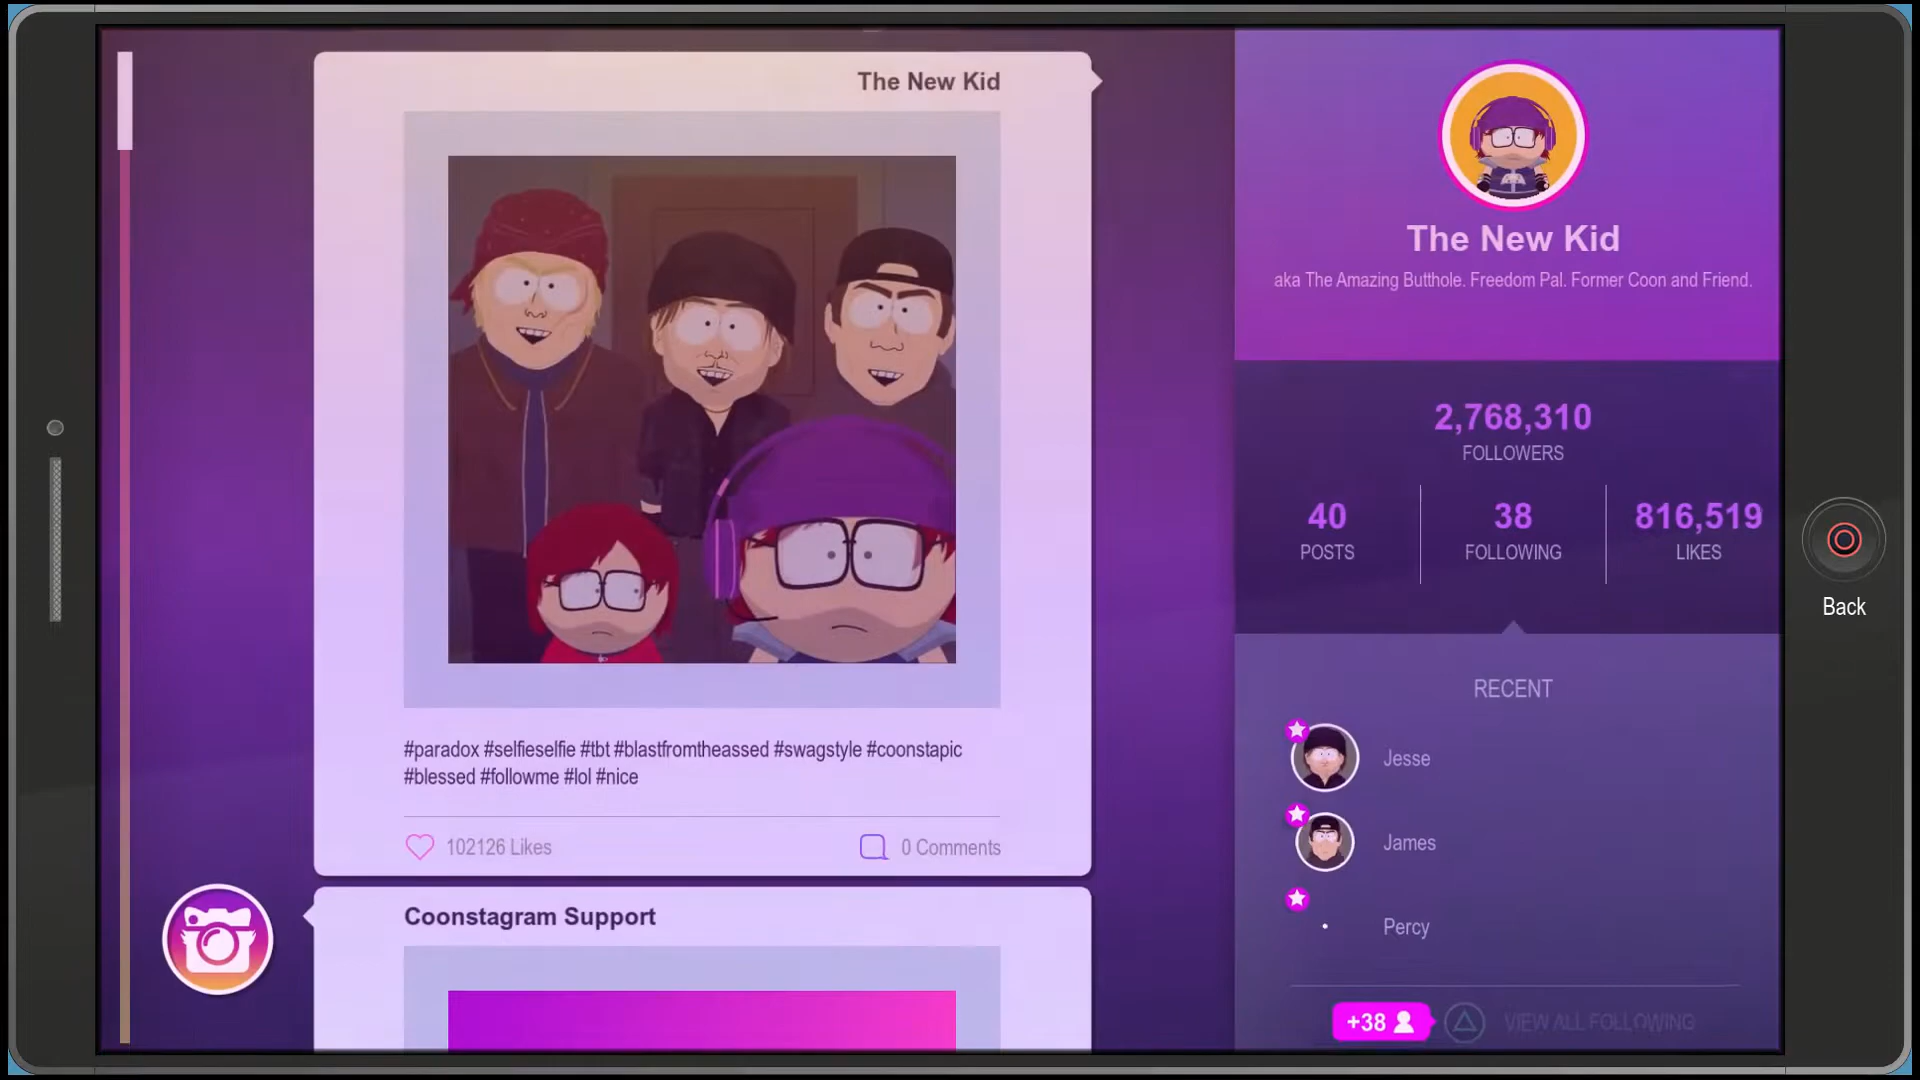 The New Kid
#paradox #selfieselfie #tbt #blastfromtheassed #swagstyle #coonstapic
#blessed #followme #lol #nice
102126 Likes
0 Comments
Coonstagram Support
The New Kid
aka The Amazing Butthole. Freedom Pal. Former Coon and Friend.
2,768,310
FOLLOWERS
40
POSTS
38
FOLLOWING
816,519
LIKES
RECENT
Jesse
James
Percy
+38
VIEW ALL FOLLOWING
Back